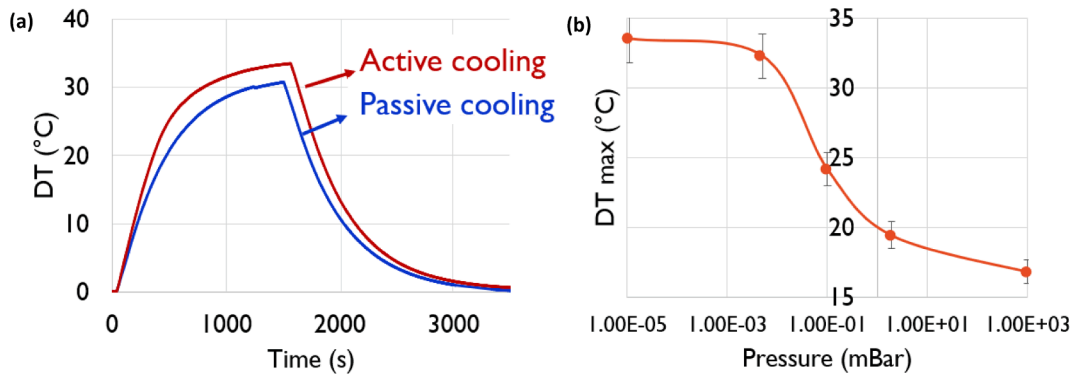 (a)
DT (°C)
40
30
20
10
0
Active cooling
Passive cooling
0 1000 2000 3000
Time (s)
(b)
DT max (°C)
35
30
25
20
15
1.00E-05 1.00E-03 1.00E-01 1.00E+01 1.00E+03
Pressure (mBar)